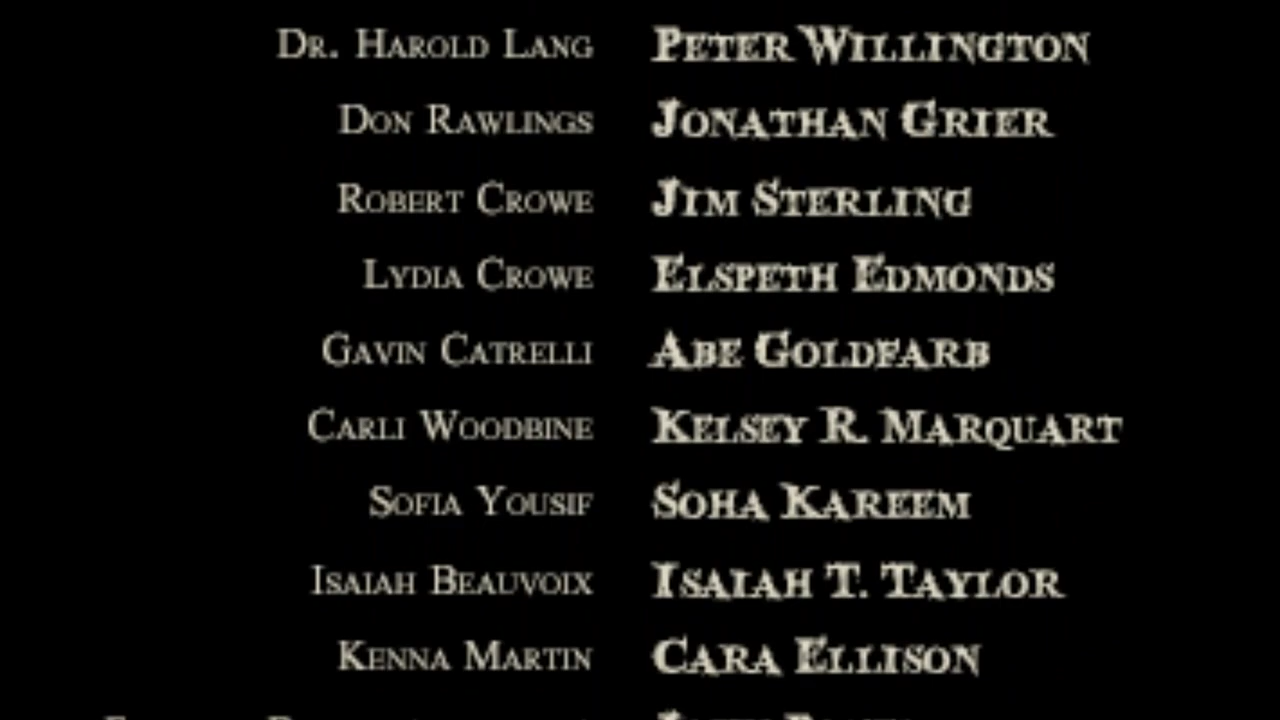 Dr. Harold Lang Peter Willington
Don Rawlings Jonathan Grier
Robert Crowe Jim Sterling
Lydia Crowe Elspeth Edmonds
Gavin Catrelli Abe Goldfarb
Carli Woodbine Kelsey R. Marquart
Sofia Yousif Soha Kareem
Isaiah Beauvoix Isaiah T. Taylor
Kenna Martin Cara Ellison